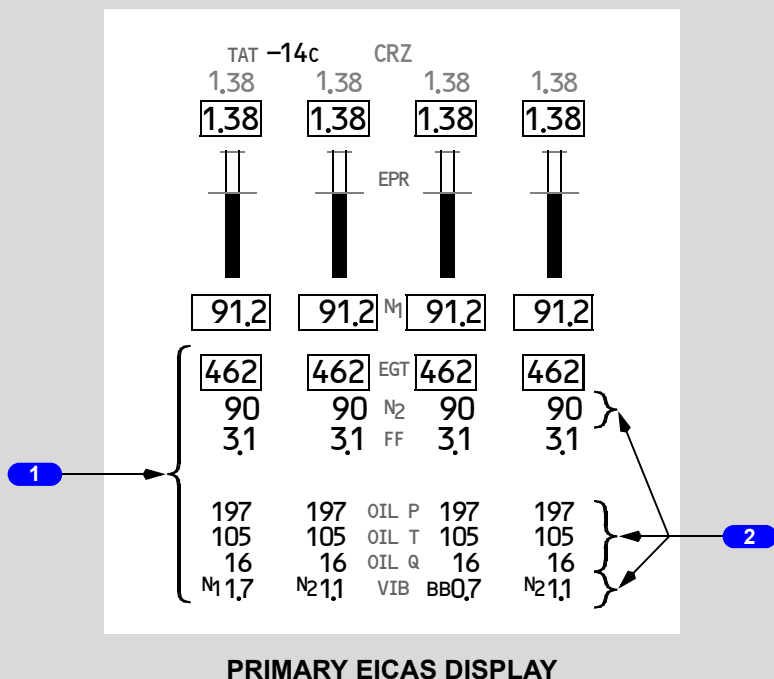 TAT −14c CRZ
1.38 1.38 1.38 1.38
1.38 1.38 1.38 1.38
EPR
91.2 91.2 N1 91.2 91.2
462 462 EGT 462 462
90 90 N2 90 90
3.1 3.1 FF 3.1 3.1
1
197 197 OIL P 197 197
105 105 OIL T 105 105
2
16 16 OIL Q 16 16
N1 1.7 N2 1.1 VIB BB 0.7 N2 1.1
PRIMARY EICAS DISPLAY